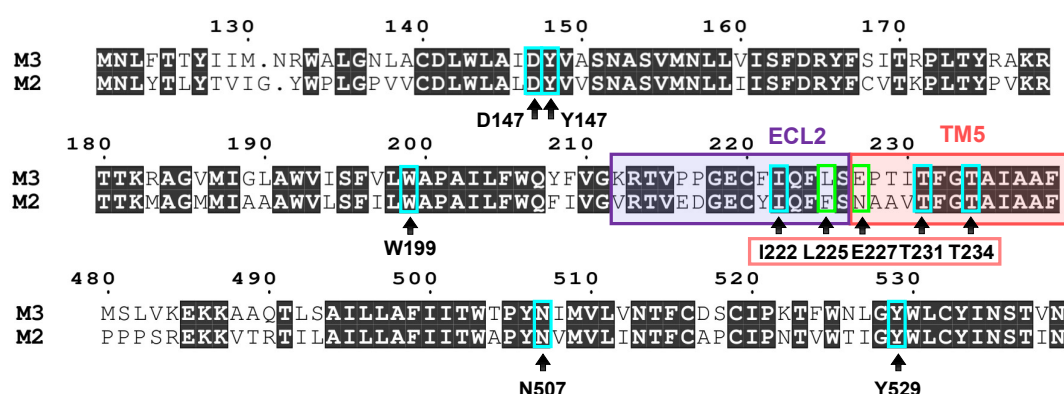 130 140 150 160 170
M3 MNLFTTYIIM.NRWALGNLACDLWLAIDYVASNASVMNLLVISFDRYFSITRPLTYRAKR
M2 MNLYTLYTVIG.YWPLGPVVCDLWLALDYVVSNASVMNLLIISFDRYFCVTKPLTYPVKR
D147 Y147
ECL2 TM5
180 190 200 210 220 230
M3 TTKRAGVMIGLAWVISFVLWAPAILFWQYFVGKRTVPPGECFIQFLSEPTITFGTAIAAF
M2 TTKMAGMMIAAAWVLSFILWAPAILFWQFIVGVRTVEDGECYIQFFSNAAVTFGTAIAAF
W199 I222 L225 E227 T231 T234
480 490 500 510 520 530
M3 MSLVKEKKAAQTLSAILLAFIITWTPYNIMVLVNTFCDSCIPKTFWNLGYWLCYINSTVN
M2 PPPSREKKVTRTILAILLAFIITWAPYNVMVLINTFCAPCIPNTVWTIGYWLCYINSTIN
N507 Y529